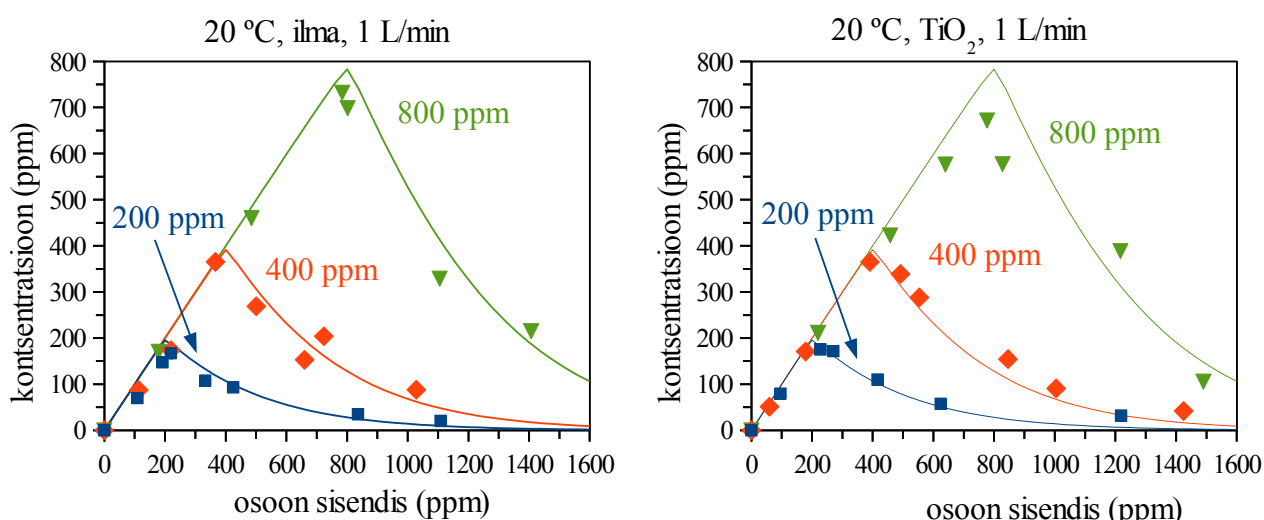 20 ºC, ilma, 1 L/min
kontsentratsioon (ppm)
800
700
600
500
400
300
200
100
0
800 ppm
200 ppm
400 ppm
0 200 400 600 800 1000 1200 1400 1600
osoon sisendis (ppm)
20 ºC, TiO₂, 1 L/min
kontsentratsioon (ppm)
800
700
600
500
400
300
200
100
0
800 ppm
200 ppm
400 ppm
0 200 400 600 800 1000 1200 1400 1600
osoon sisendis (ppm)